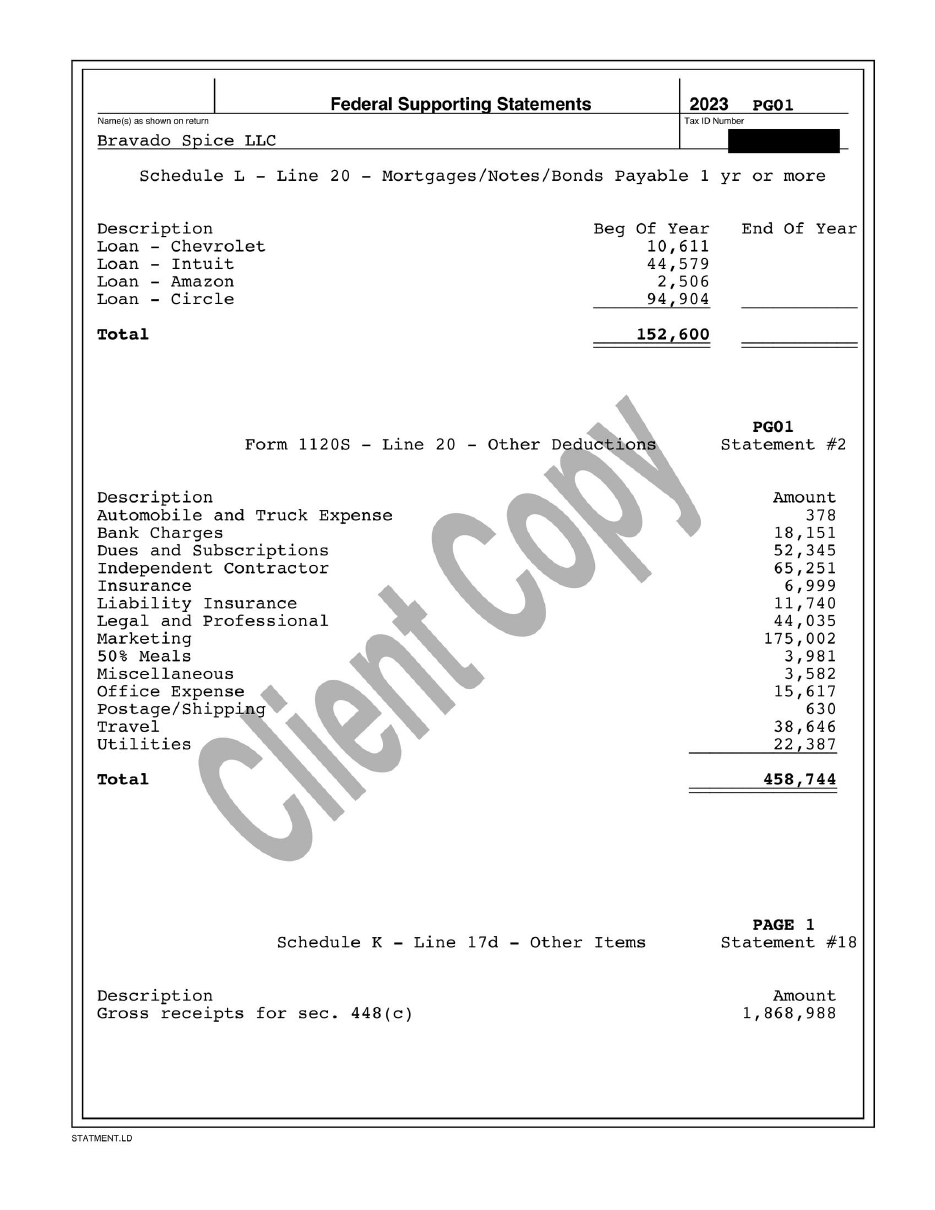 Federal Supporting Statements 2023 PG01
Name(s) as shown on return Tax ID Number
Bravado Spice LLC
Schedule L - Line 20 - Mortgages/Notes/Bonds Payable 1 yr or more
Description Beg Of Year End Of Year
Loan - Chevrolet 10,611
Loan - Intuit 44,579
Loan - Amazon 2,506
Loan - Circle 94,904
Total 152,600
PG01
Form 1120S - Line 20 - Other Deductions Statement #2
Description Amount
Automobile and Truck Expense 378
Bank Charges 18,151
Dues and Subscriptions 52,345
Independent Contractor 65,251
Insurance 6,999
Liability Insurance 11,740
Legal and Professional 44,035
Marketing 175,002
50% Meals 3,981
Miscellaneous 3,582
Office Expense 15,617
Postage/Shipping 630
Travel 38,646
Utilities 22,387
Total 458,744
Client Copy
PAGE 1
Schedule K - Line 17d - Other Items Statement #18
Description Amount
Gross receipts for sec. 448(c) 1,868,988
STATMENT.LD